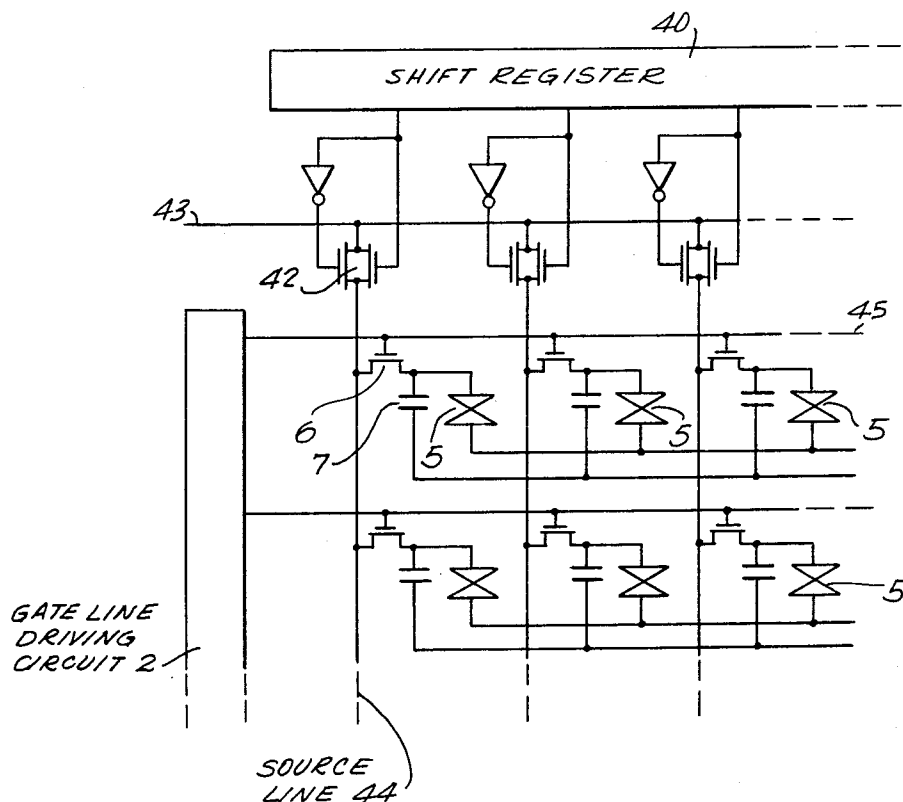 40
SHIFT REGISTER
43
42
45
6
7
5
5
5
5
GATE LINE
DRIVING
CIRCUIT 2
SOURCE
LINE 44